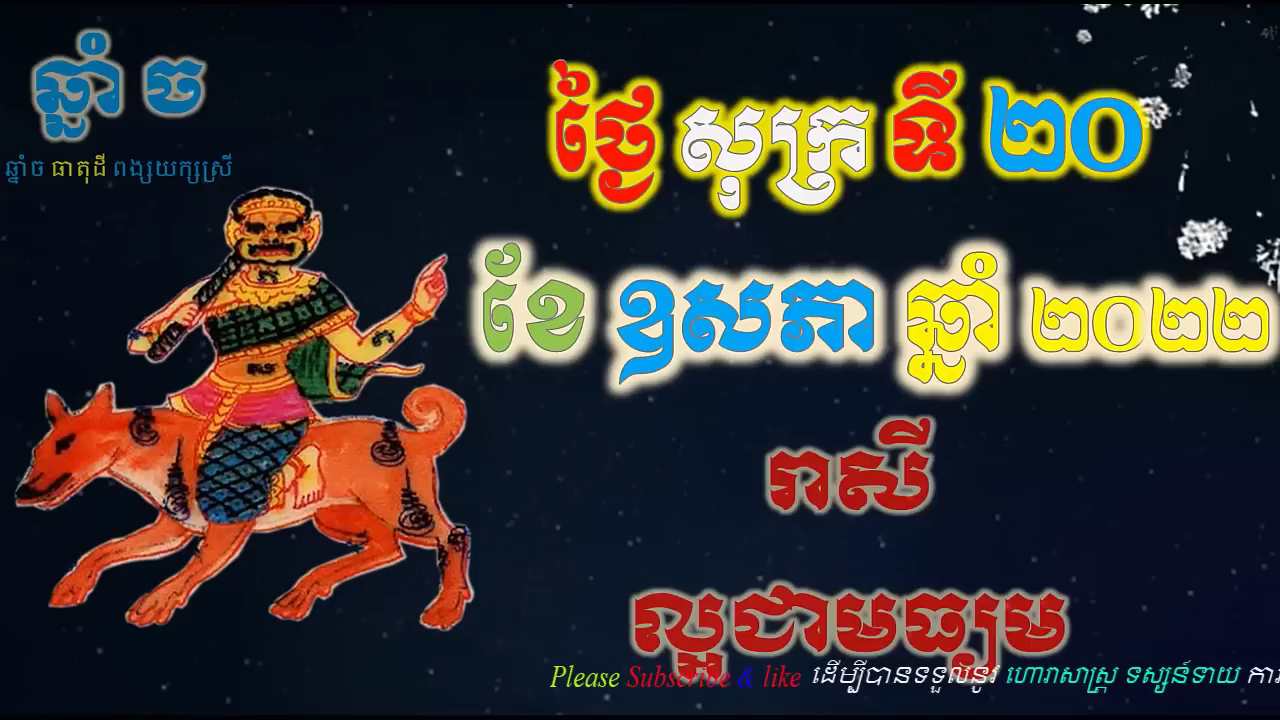 ឆ្នាំ ច
ឆ្នាំច ធាតុដី ពង្សយក្សស្រី
ថ្ងៃ សុក្រ ទី ២០
ខែ ឧសភា ឆ្នាំ ២០២២
រាសី
ល្អជាមធ្យម
Please Subscribe & like ដើម្បីបានទទួលនូវ ហោរាសាស្ត្រ ទស្សន៍ទាយ ការ